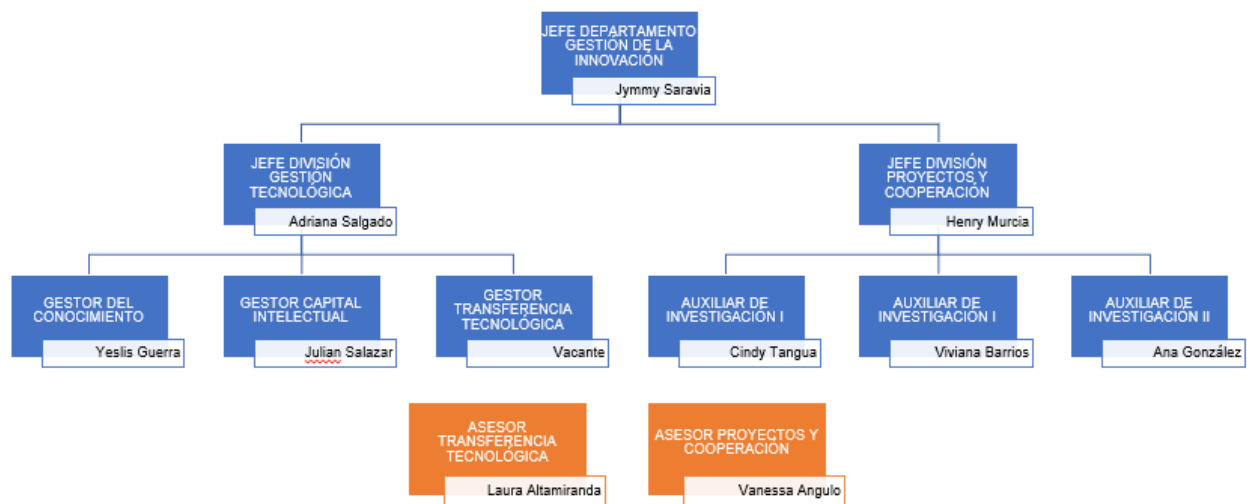 JEFE DEPARTAMENTO
GESTIÓN DE LA
INNOVACIÓN
Jymmy Saravia
JEFE DIVISIÓN
GESTIÓN
TECNOLÓGICA
Adriana Salgado
JEFE DIVISIÓN
PROYECTOS Y
COOPERACIÓN
Henry Murcia
GESTOR DEL
CONOCIMIENTO
Yeslis Guerra
GESTOR CAPITAL
INTELECTUAL
Julian Salazar
GESTOR
TRANSFERENCIA
TECNOLÓGICA
Vacante
AUXILIAR DE
INVESTIGACIÓN I
Cindy Tangua
AUXILIAR DE
INVESTIGACIÓN I
Viviana Barrios
AUXILIAR DE
INVESTIGACIÓN II
Ana González
ASESOR
TRANSFERENCIA
TECNOLÓGICA
Laura Altamiranda
ASESOR PROYECTOS Y
COOPERACIÓN
Vanessa Angulo